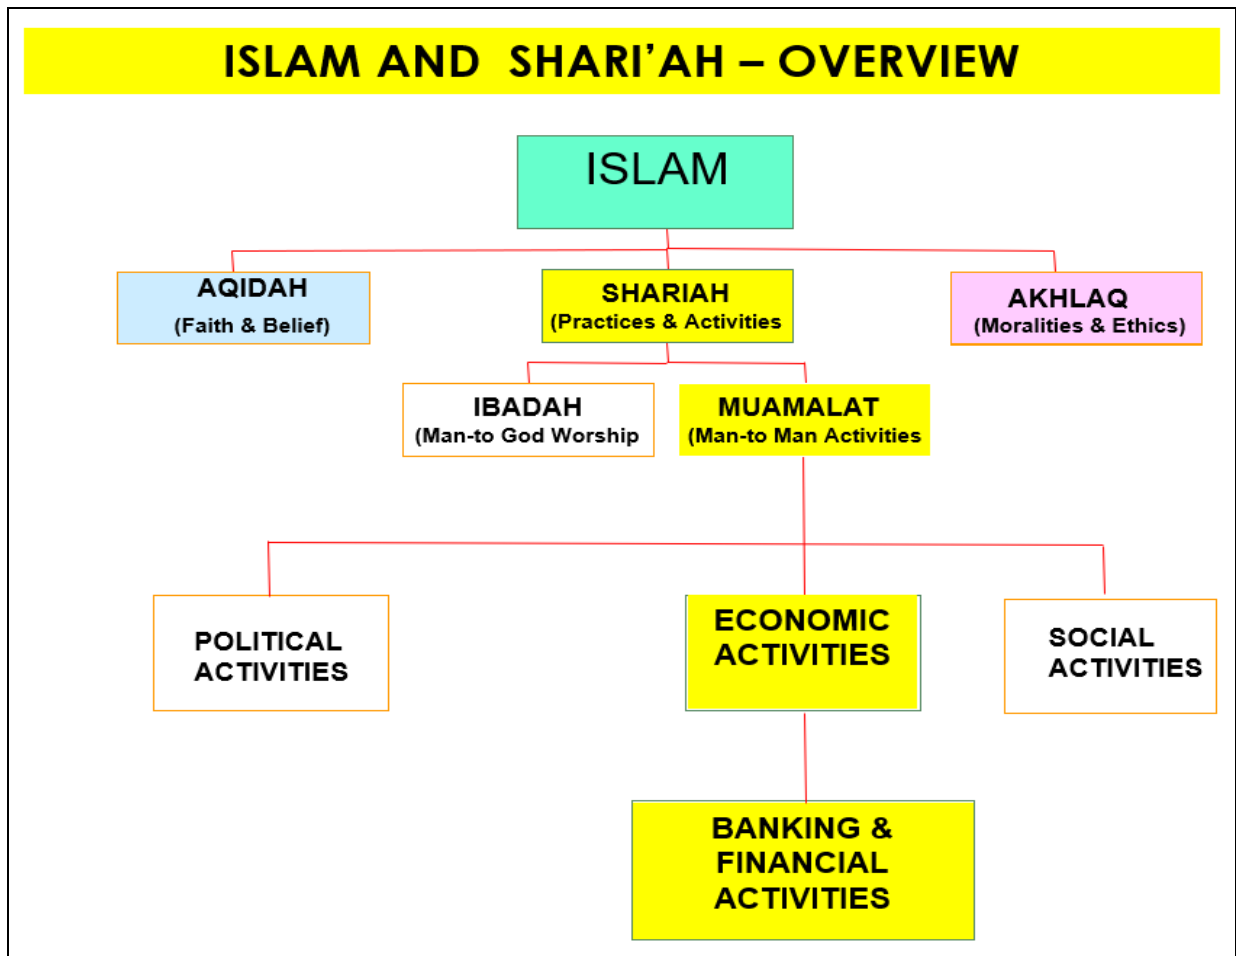 ISLAM AND SHARI’AH – OVERVIEW
ISLAM
AQIDAH
(Faith & Belief)
SHARIAH
(Practices & Activities
AKHLAQ
(Moralities & Ethics)
IBADAH
(Man-to God Worship
MUAMALAT
(Man-to Man Activities
POLITICAL
ACTIVITIES
ECONOMIC
ACTIVITIES
SOCIAL
ACTIVITIES
BANKING &
FINANCIAL
ACTIVITIES